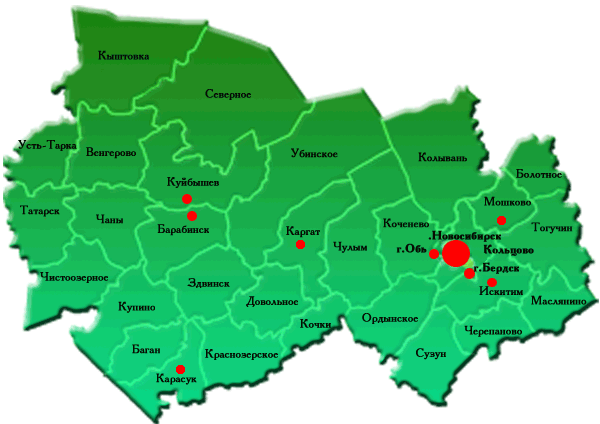 Кыштовка
Северное
Усть-Тарка
Венгерово
Убинское
Колывань
Болотное
Куйбышев
Мошково
Татарск
Чаны
Барабинск
Каргат
Коченево
Тогучин
.Новосибирск
г.Обь
Кольцово
Чулым
г.Бердск
Чистоозерное
Здвинск
Искитим
Купино
Довольное
Маслянино
Кочки
Ордынское
Черепаново
Баган
Краснозерское
Сузун
Карасук